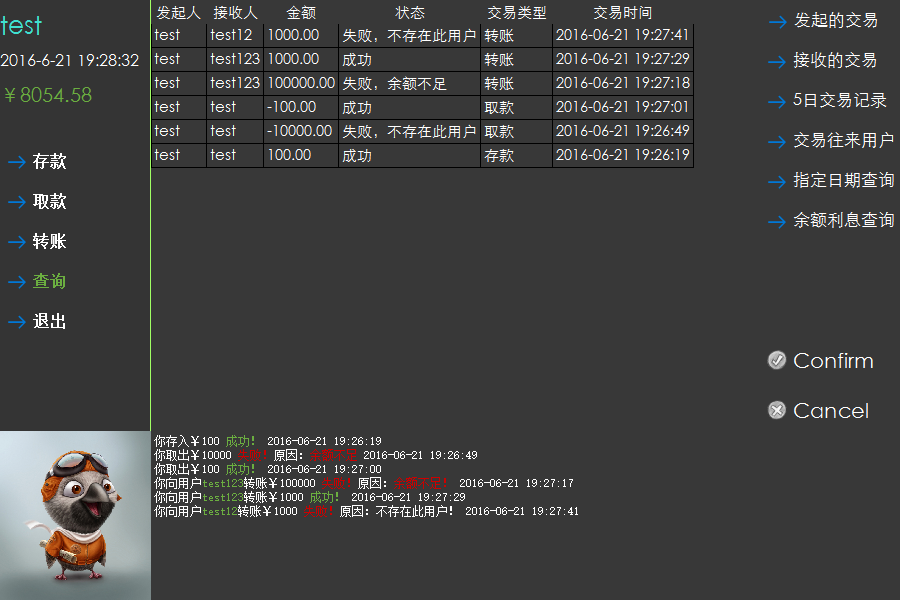 test
2016-6-21 19:28:32
￥8054.58
存款
取款
转账
查询
退出
发起人 接收人 金额 状态 交易类型 交易时间
test test12 1000.00 失败，不存在此用户 转账 2016-06-21 19:27:41
test test123 1000.00 成功 转账 2016-06-21 19:27:29
test test123 100000.00 失败，余额不足 转账 2016-06-21 19:27:18
test test -100.00 成功 取款 2016-06-21 19:27:01
test test -10000.00 失败，不存在此用户 取款 2016-06-21 19:26:49
test test 100.00 成功 存款 2016-06-21 19:26:19
发起的交易
接收的交易
5日交易记录
交易往来用户
指定日期查询
余额利息查询
Confirm
Cancel
你存入￥100 成功! 2016-06-21 19:26:19
你取出￥10000 失败! 原因: 余额不足 2016-06-21 19:26:49
你取出￥100 成功! 2016-06-21 19:27:00
你向用户test123转账￥100000 失败! 原因: 余额不足! 2016-06-21 19:27:17
你向用户test123转账￥1000 成功! 2016-06-21 19:27:29
你向用户test12转账￥1000 失败! 原因: 不存在此用户! 2016-06-21 19:27:41